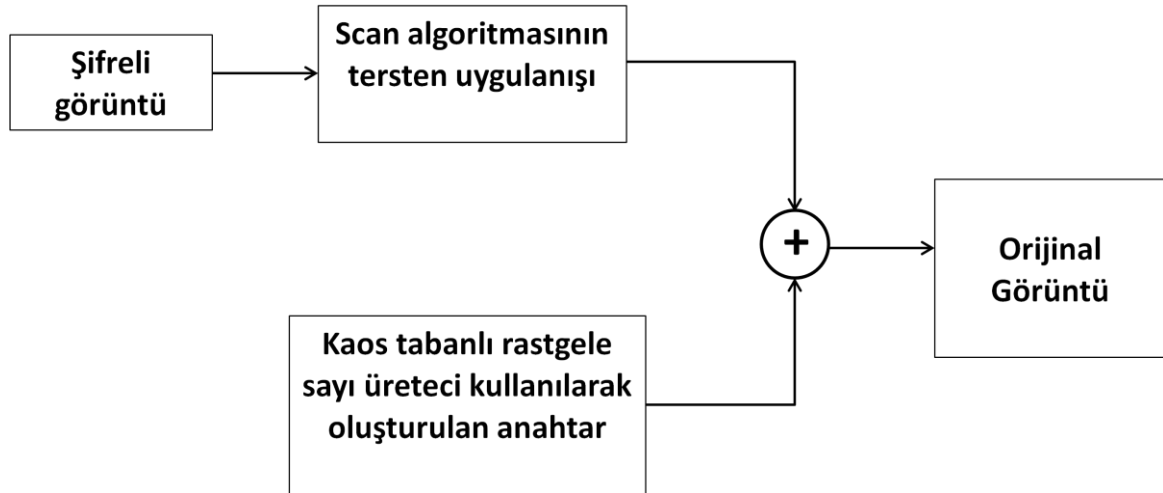 Şifreli
görüntü
Scan algoritmasının
tersten uygulanışı
+
Orijinal
Görüntü
Kaos tabanlı rastgele
sayı üreteci kullanılarak
oluşturulan anahtar